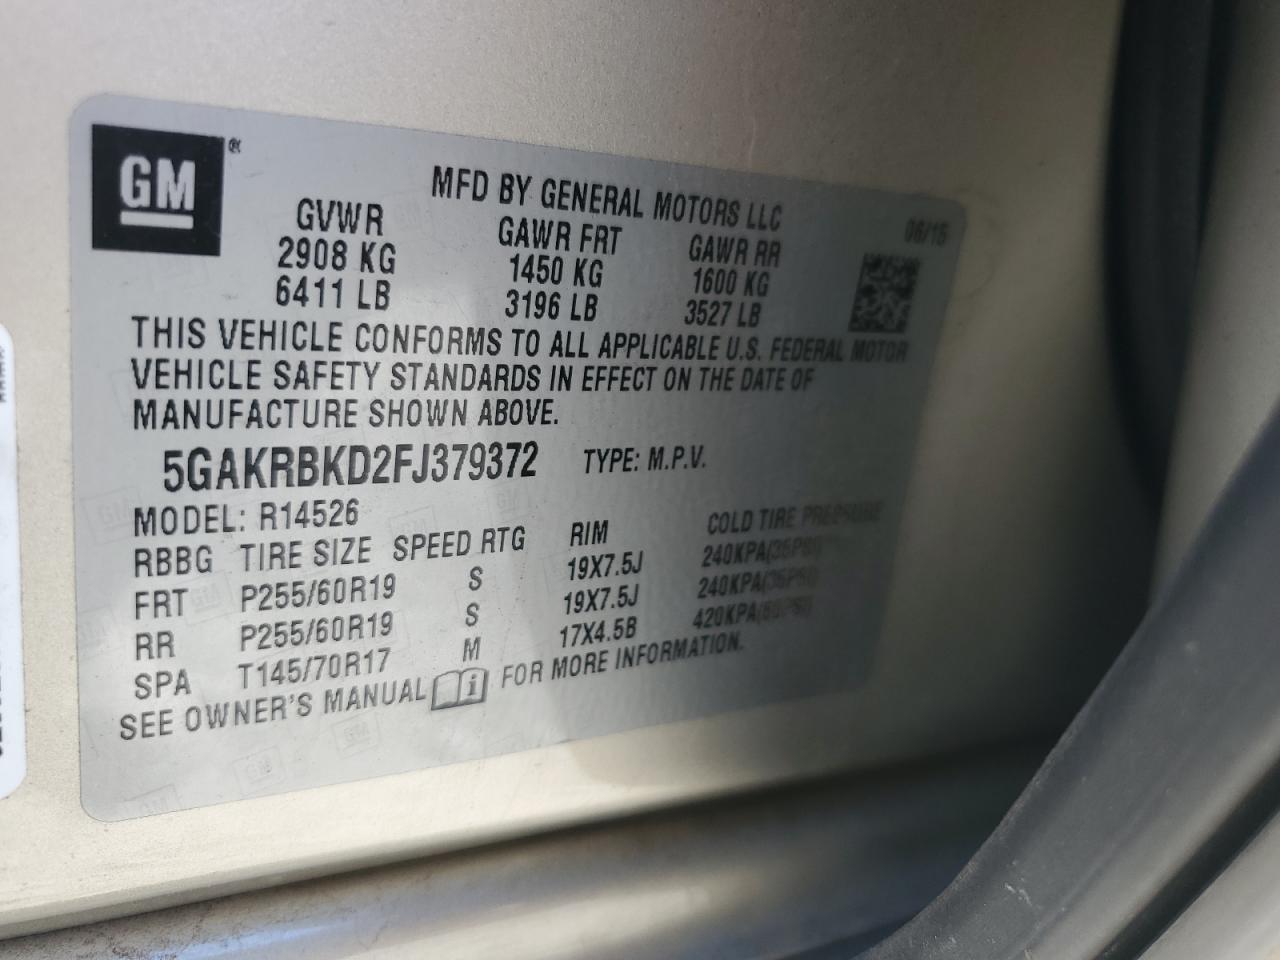 GM®
MFD BY GENERAL MOTORS LLC
06/15
GVWR GAWR FRT GAWR RR
2908 KG 1450 KG 1600 KG
6411 LB 3196 LB 3527 LB
THIS VEHICLE CONFORMS TO ALL APPLICABLE U.S. FEDERAL MOTOR
VEHICLE SAFETY STANDARDS IN EFFECT ON THE DATE OF
MANUFACTURE SHOWN ABOVE.
5GAKRBKD2FJ379372 TYPE: M.P.V.
MODEL: R14526
RBBG TIRE SIZE SPEED RTG RIM COLD TIRE PRESSURE
FRT P255/60R19 S 19X7.5J 240KPA(35PSI)
RR P255/60R19 S 19X7.5J 240KPA(35PSI)
SPA T145/70R17 M 17X4.5B 420KPA(60PSI)
SEE OWNER'S MANUAL FOR MORE INFORMATION.